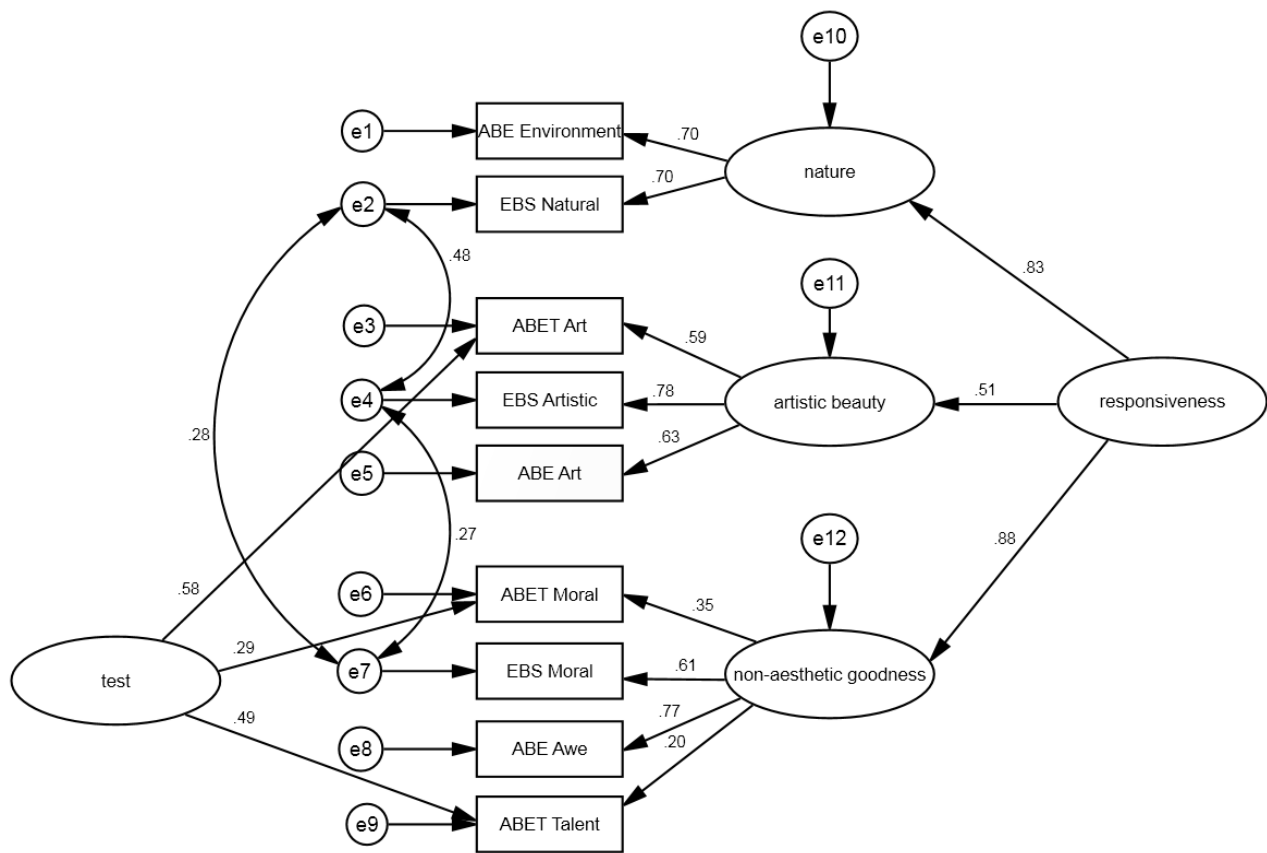 e10
e1
ABE Environment
.70
nature
.70
e2
EBS Natural
.48
.83
e11
e3
ABET Art
.59
e4
EBS Artistic
.78
artistic beauty
.51
responsiveness
.28
.63
e5
ABE Art
.27
e12
.58
e6
ABET Moral
.35
.88
.29
e7
EBS Moral
.61
non-aesthetic goodness
test
.77
.49
e8
ABE Awe
.20
e9
ABET Talent